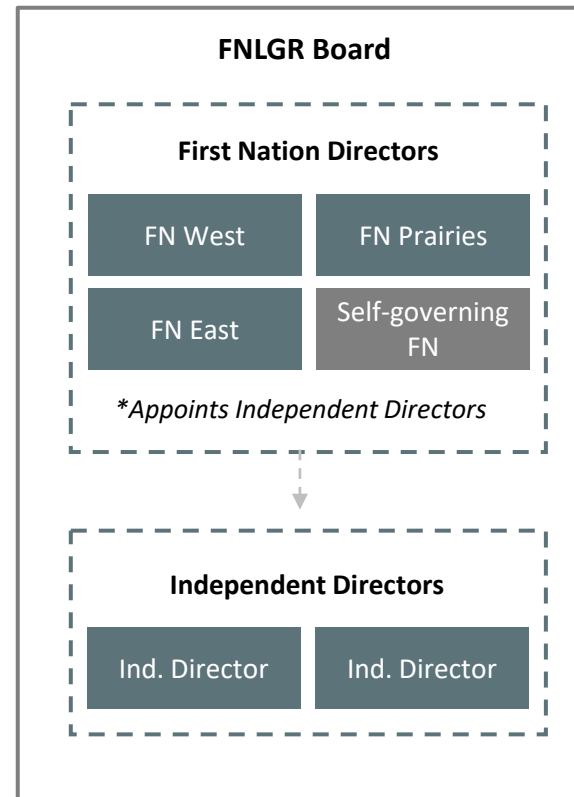 FNLGR Board
First Nation Directors
FN West
FN Prairies
FN East
Self-governing
FN
*Appoints Independent Directors
Independent Directors
Ind. Director
Ind. Director